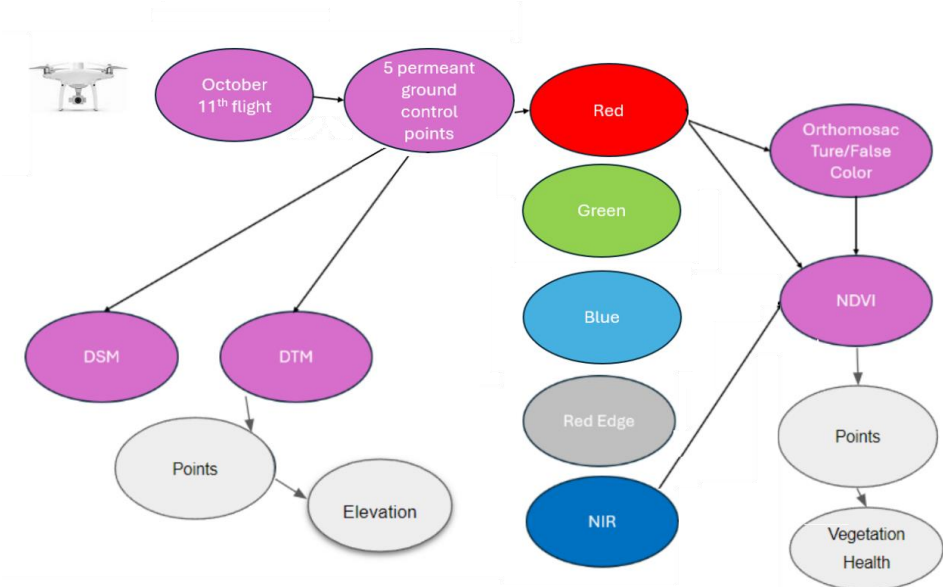 October
11th flight
5 permeant
ground
control
points
Red
Orthomosac
Ture/False
Color
Green
NDVI
Blue
DSM
DTM
Red Edge
Points
Points
Elevation
NIR
Vegetation
Health